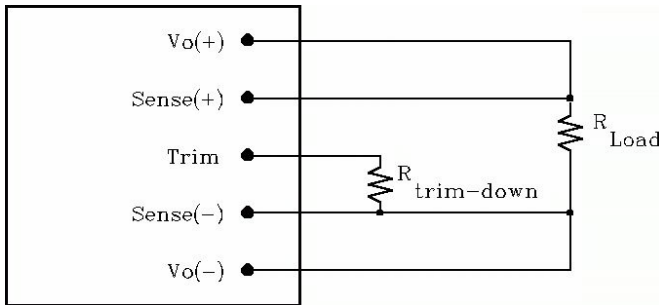 Vo(+)
Sense(+)
R
Load
Trim
R
trim-down
Sense(-)
Vo(-)